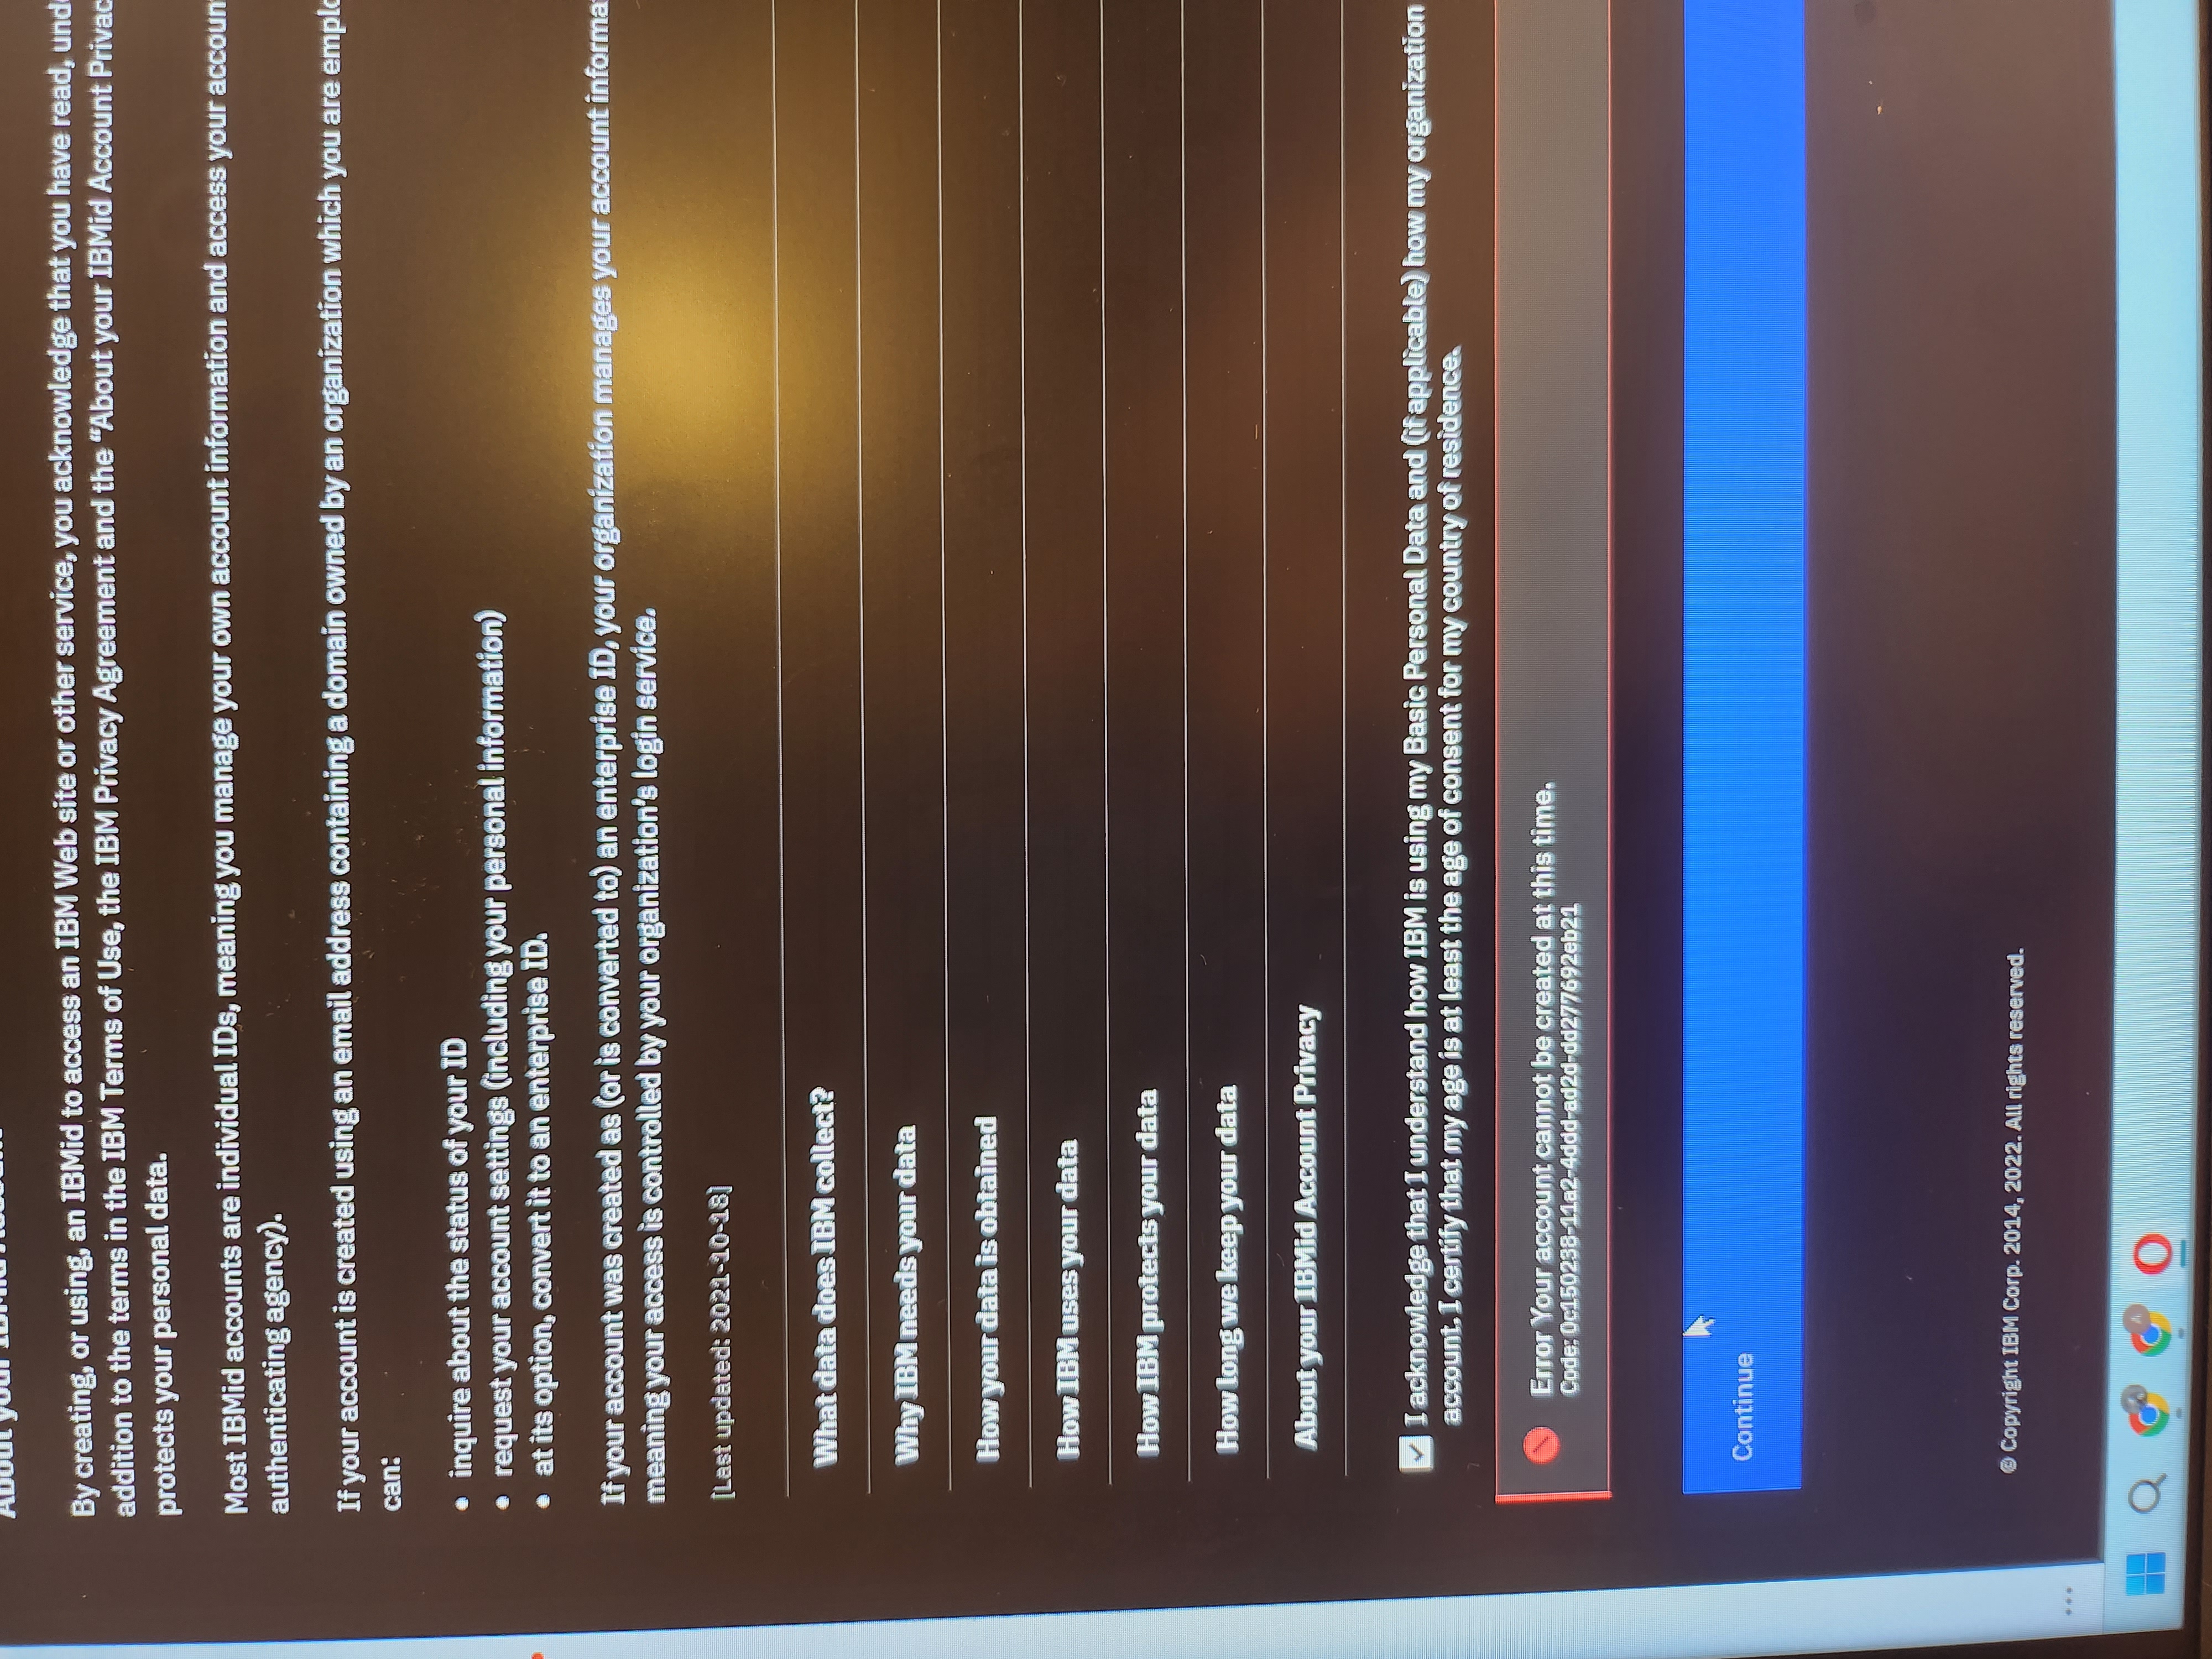 About your IBMid Account
By creating, or using, an IBMid to access an IBM Web site or other service, you acknowledge that you have read,
addition to the terms in the IBM Terms of Use, the IBM Privacy Agreement and the “About your IBMid Account
protects your personal data.
Most IBMid accounts are individual IDs, meaning you manage your own account information and access your
authenticating agency).
If your account is created using an email address containing a domain owned by an organization which you are
can:
• inquire about the status of your ID
• request your account settings (including your personal information)
• at its option, convert it to an enterprise ID.
If your account was created as (or is converted to) an enterprise ID, your organization manages your account
meaning your access is controlled by your organization's login service.
[Last updated: 2021-10-18]
What data does IBM collect?
Why IBM needs your data
How your data is obtained
How IBM uses your data
How IBM protects your data
How long we keep your data
About your IBMid Account Privacy
I acknowledge that I understand how IBM is using my Basic Personal Data and (if applicable) how my organization
account. I certify that my age is at least the age of consent for my country of residence.
Error Your account cannot be created at this time.
Code: 0c150238-11a2-4ddd-ad2d-dd277692eb21
Continue
© Copyright IBM Corp. 2014, 2022. All rights reserved.